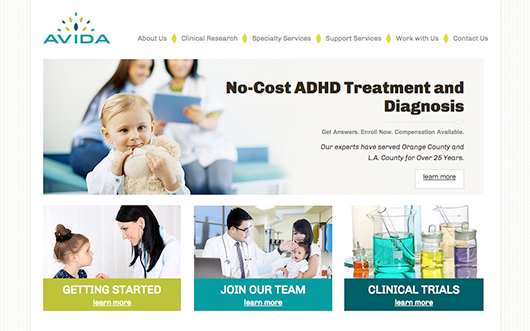 AVIDA
About Us Clinical Research Specialty Services Support Services Work with Us Contact Us
No-Cost ADHD Treatment and
Diagnosis
Get Answers. Enroll Now. Compensation Available.
Our experts have served Orange County and
L.A. County for Over 25 Years.
learn more
GETTING STARTED
learn more
JOIN OUR TEAM
learn more
CLINICAL TRIALS
learn more